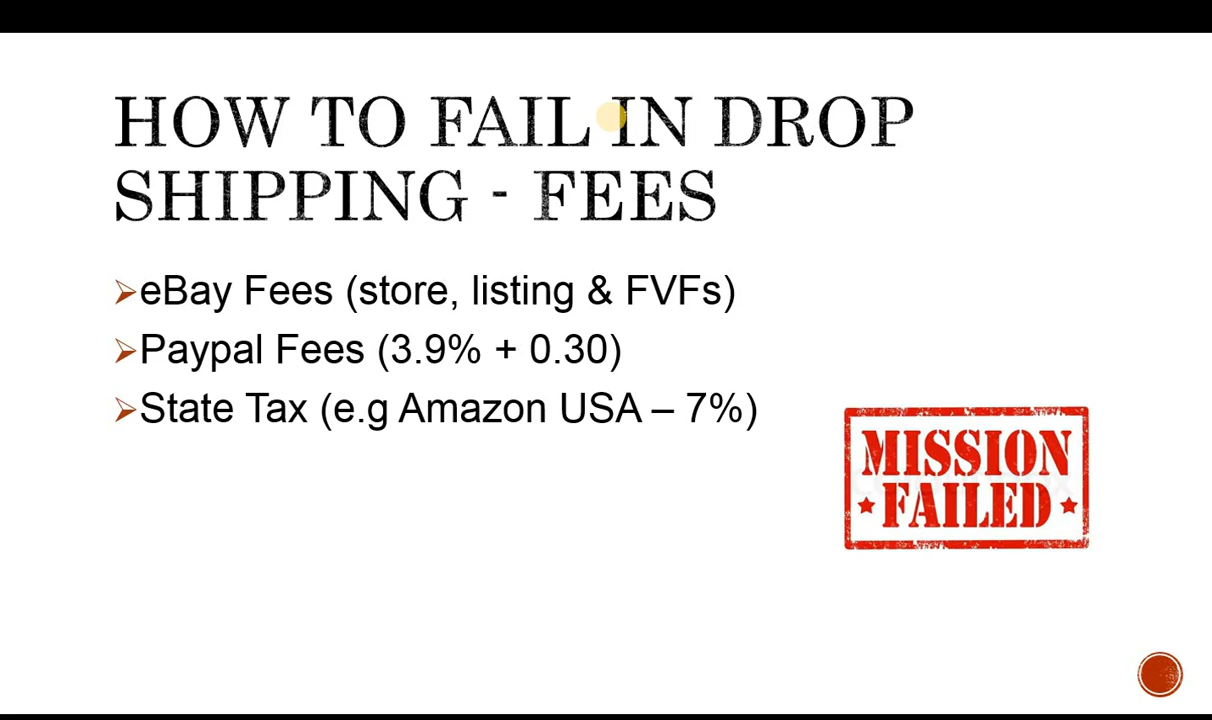 HOW TO FAIL IN DROP
SHIPPING - FEES
➢eBay Fees (store, listing & FVFs)
➢Paypal Fees (3.9% + 0.30)
➢State Tax (e.g Amazon USA – 7%)
MISSION
★FAILED★